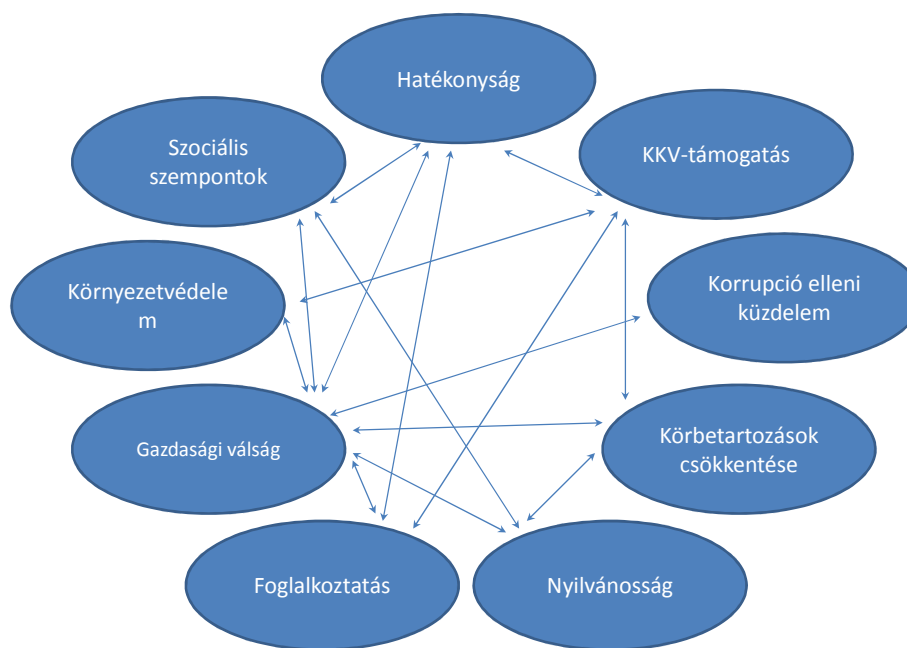 Hatékonyság
Szociális
szempontok
KKV-támogatás
Környezetvédele
m
Korrupció elleni
küzdelem
Gazdasági válság
Körbetartozások
csökkentése
Foglalkoztatás
Nyilvánosság